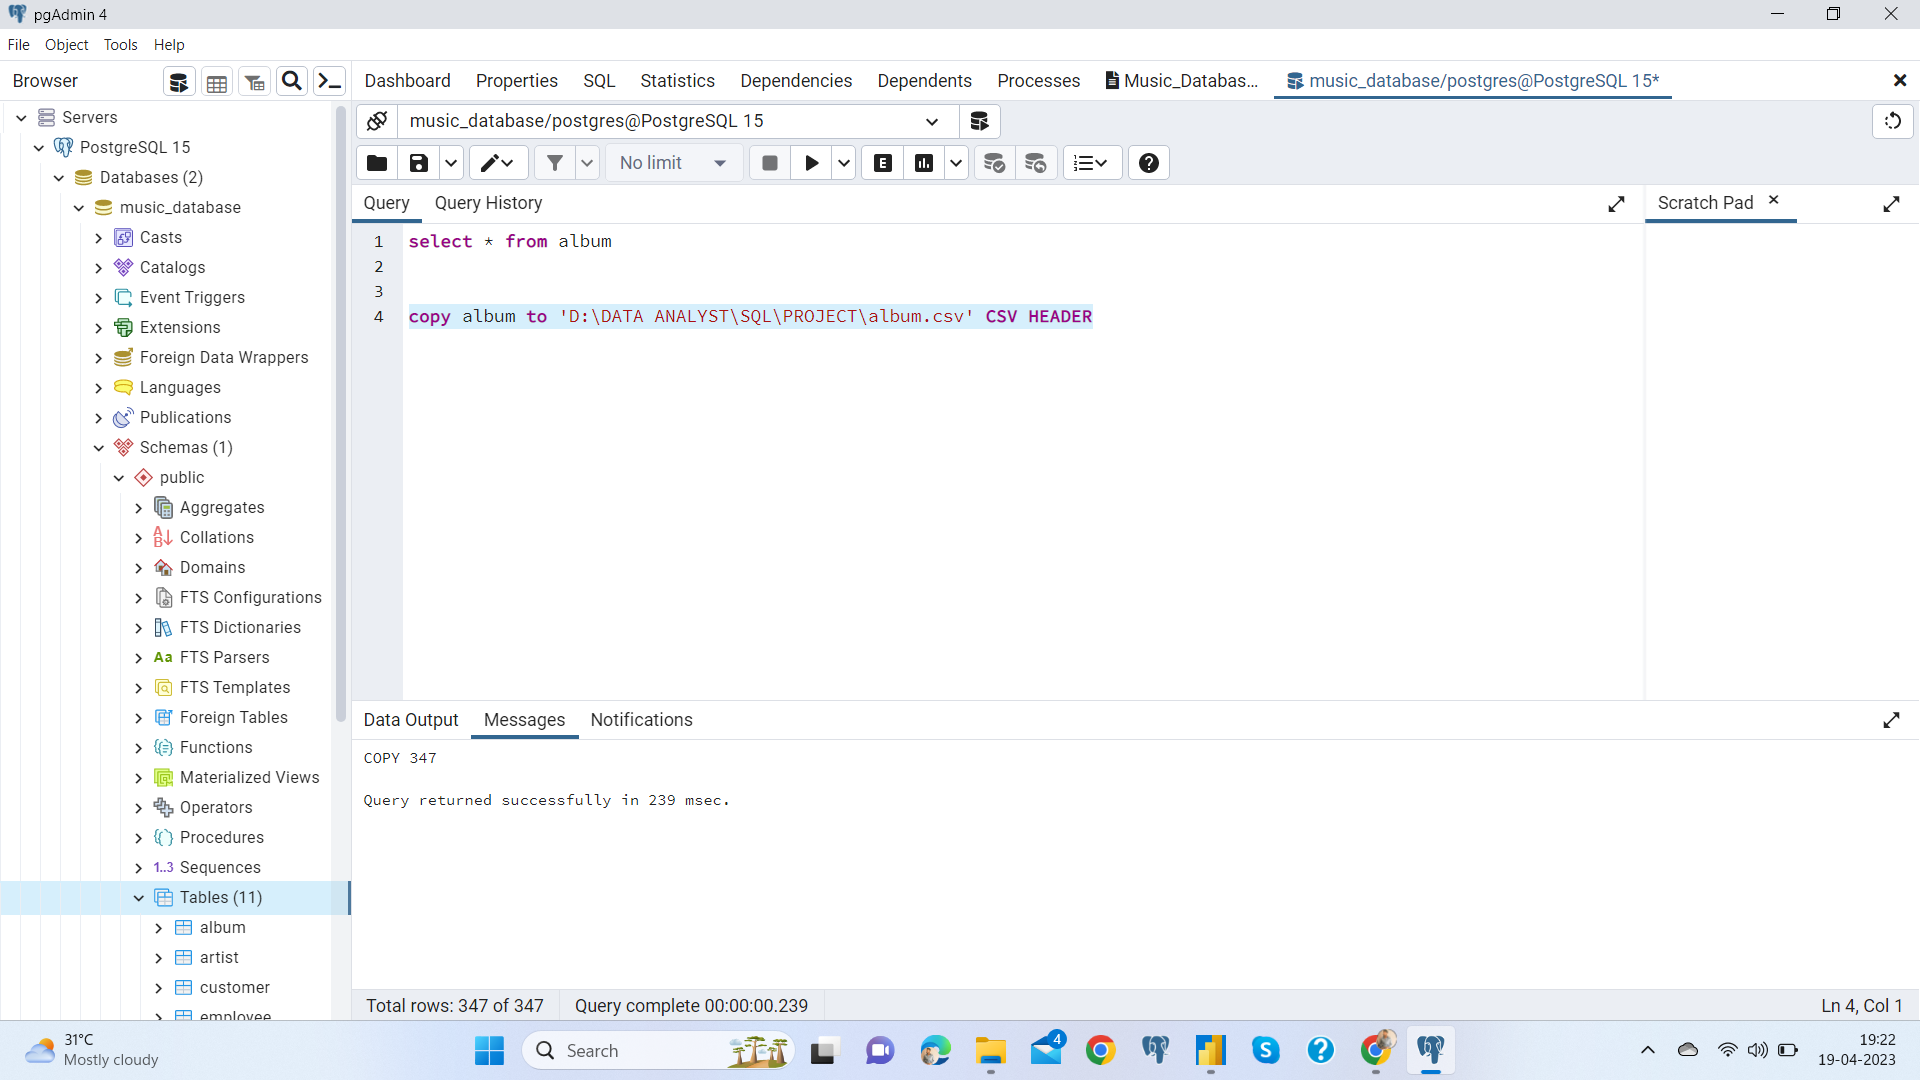 pgAdmin 4
File Object Tools Help
Browser
Dashboard Properties SQL Statistics Dependencies Dependents Processes Music_Databas... music_database/postgres@PostgreSQL 15*
music_database/postgres@PostgreSQL 15
No limit
E
Query Query History
Scratch Pad
1 select * from album
2
3
4 copy album to 'D:\DATA ANALYST\SQL\PROJECT\album.csv' CSV HEADER
Servers
PostgreSQL 15
Databases (2)
music_database
Casts
Catalogs
Event Triggers
Extensions
Foreign Data Wrappers
Languages
Publications
Schemas (1)
public
Aggregates
Collations
Domains
FTS Configurations
FTS Dictionaries
Aa FTS Parsers
FTS Templates
Foreign Tables
Functions
Materialized Views
Operators
Procedures
1..3 Sequences
Tables (11)
album
artist
customer
employee
Data Output Messages Notifications
COPY 347
Query returned successfully in 239 msec.
Total rows: 347 of 347 Query complete 00:00:00.239
Ln 4, Col 1
31°C
Mostly cloudy
Search
4
19:22
19-04-2023